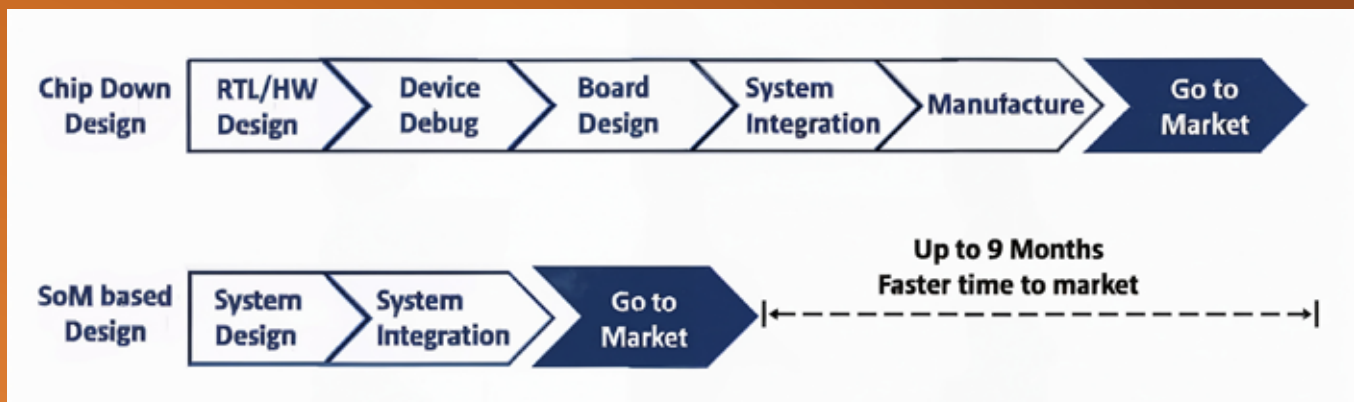 Chip Down
Design
RTL/HW
Design
Device
Debug
Board
Design
System
Integration
Manufacture
Go to
Market
Up to 9 Months
Faster time to market
SoM based
Design
System
Design
System
Integration
Go to
Market